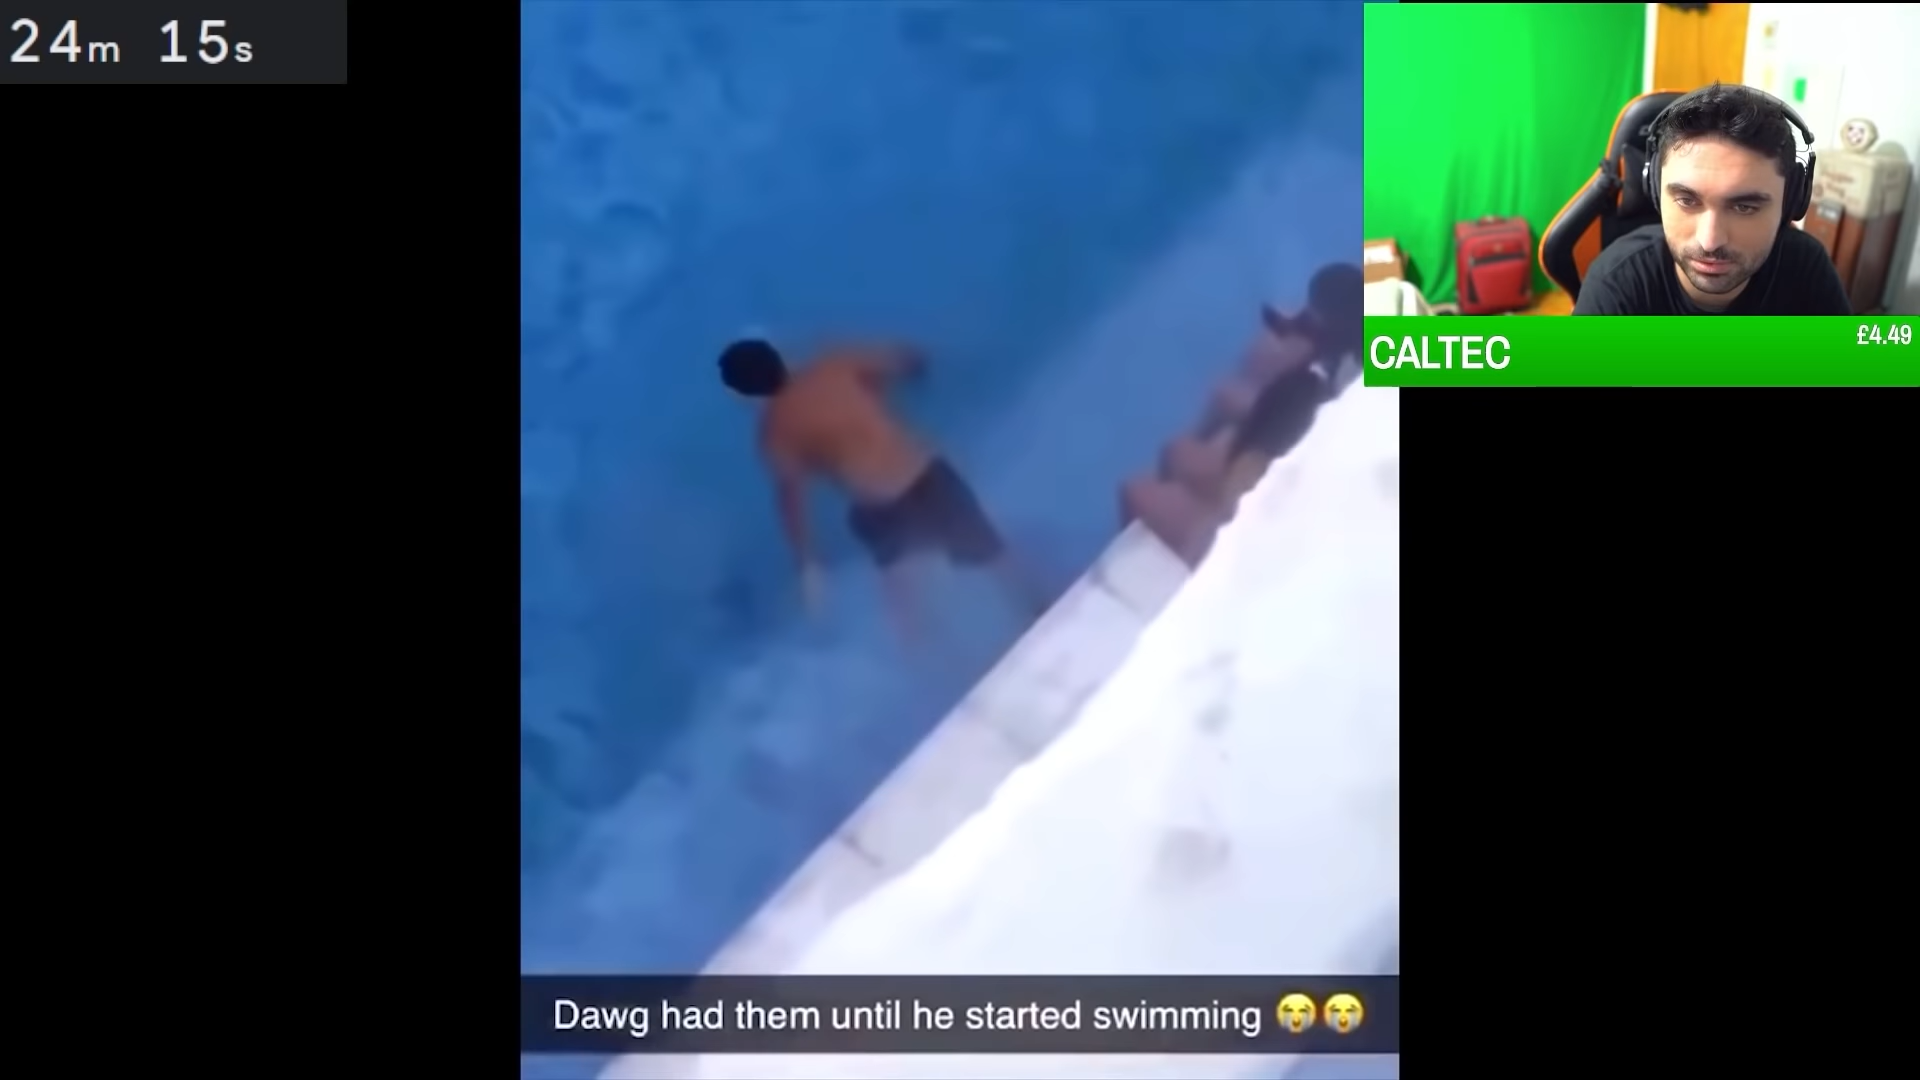 24m 15s
CALTEC
£4.49
Dawg had them until he started swimming 😭😭